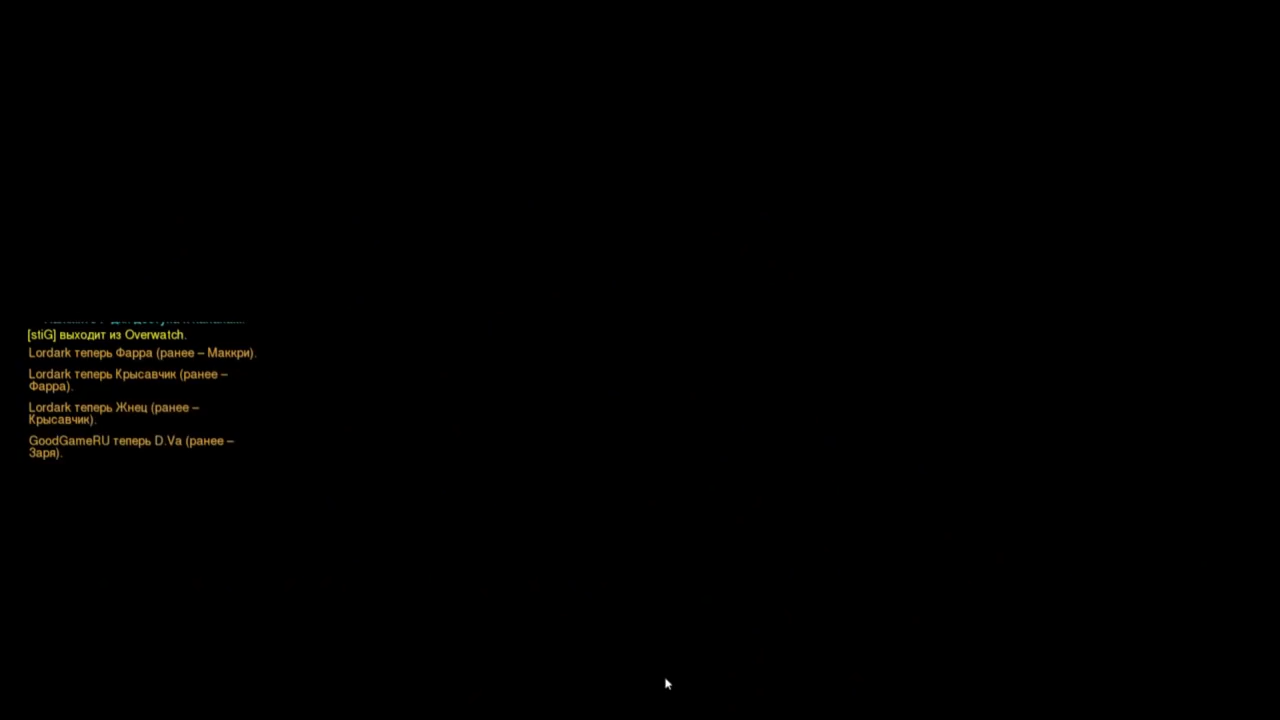 [stiG] выходит из Overwatch.
Lordark теперь Фарра (ранее – Маккри).
Lordark теперь Крысавчик (ранее –
Фарра).
Lordark теперь Жнец (ранее –
Крысавчик).
GoodGameRU теперь D.Va (ранее –
Заря).